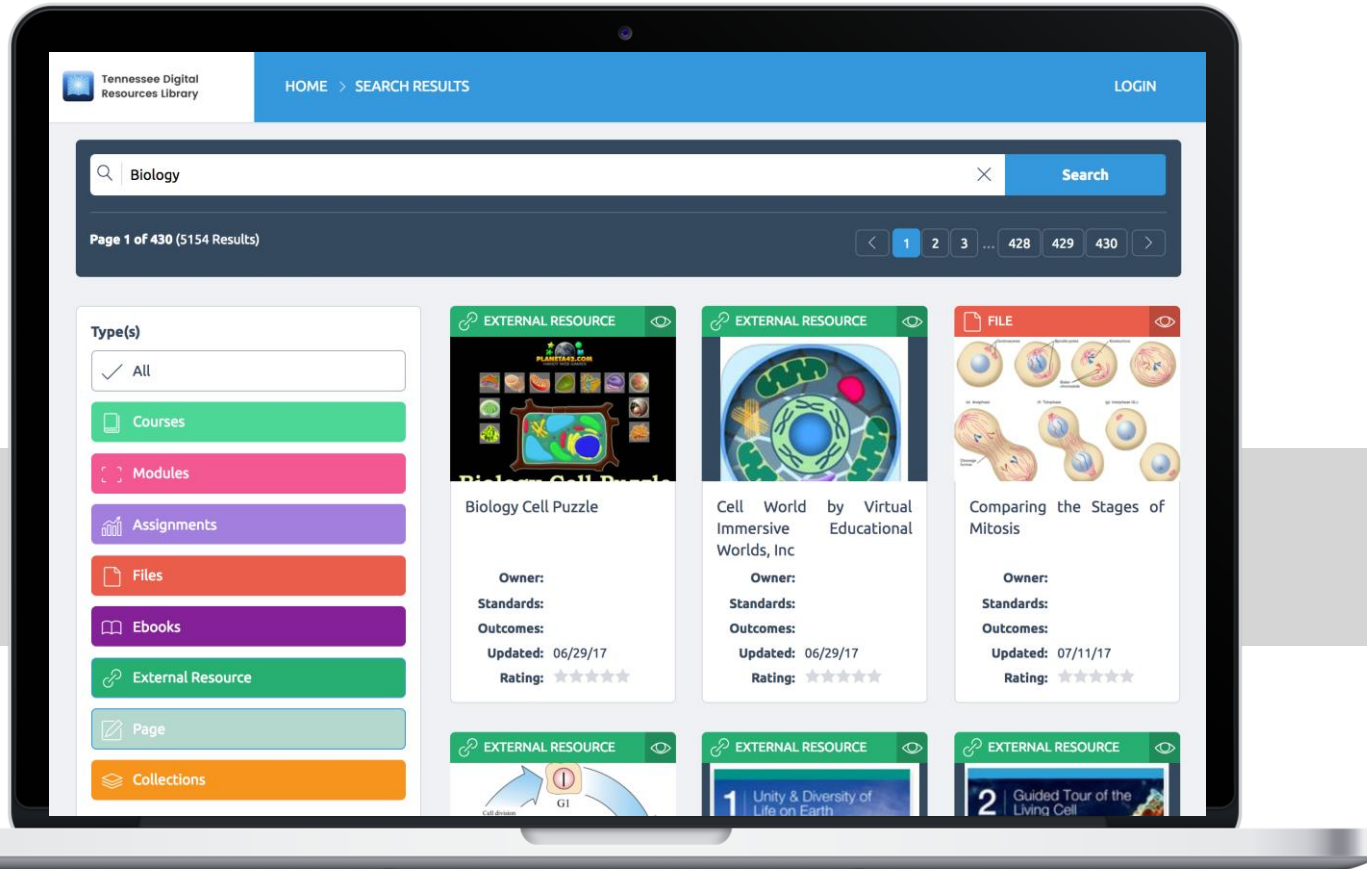 Tennessee Digital
Resources Library
HOME > SEARCH RESULTS
LOGIN
Biology
Search
Page 1 of 430 (5154 Results)
1 2 3 ... 428 429 430
Type(s)
All
Courses
Modules
Assignments
Files
Ebooks
External Resource
Page
Collections
EXTERNAL RESOURCE
PLANETA42.COM
Biology Cell Puzzle
Biology Cell Puzzle
Owner:
Standards:
Outcomes:
Updated: 06/29/17
Rating:
EXTERNAL RESOURCE
Cell World by Virtual
Immersive Educational
Worlds, Inc
Owner:
Standards:
Outcomes:
Updated: 06/29/17
Rating:
FILE
Comparing the Stages of
Mitosis
Owner:
Standards:
Outcomes:
Updated: 07/11/17
Rating:
EXTERNAL RESOURCE
G1
Cell division
EXTERNAL RESOURCE
1 Unity & Diversity of
Life on Earth
EXTERNAL RESOURCE
2 Guided Tour of the
Living Cell